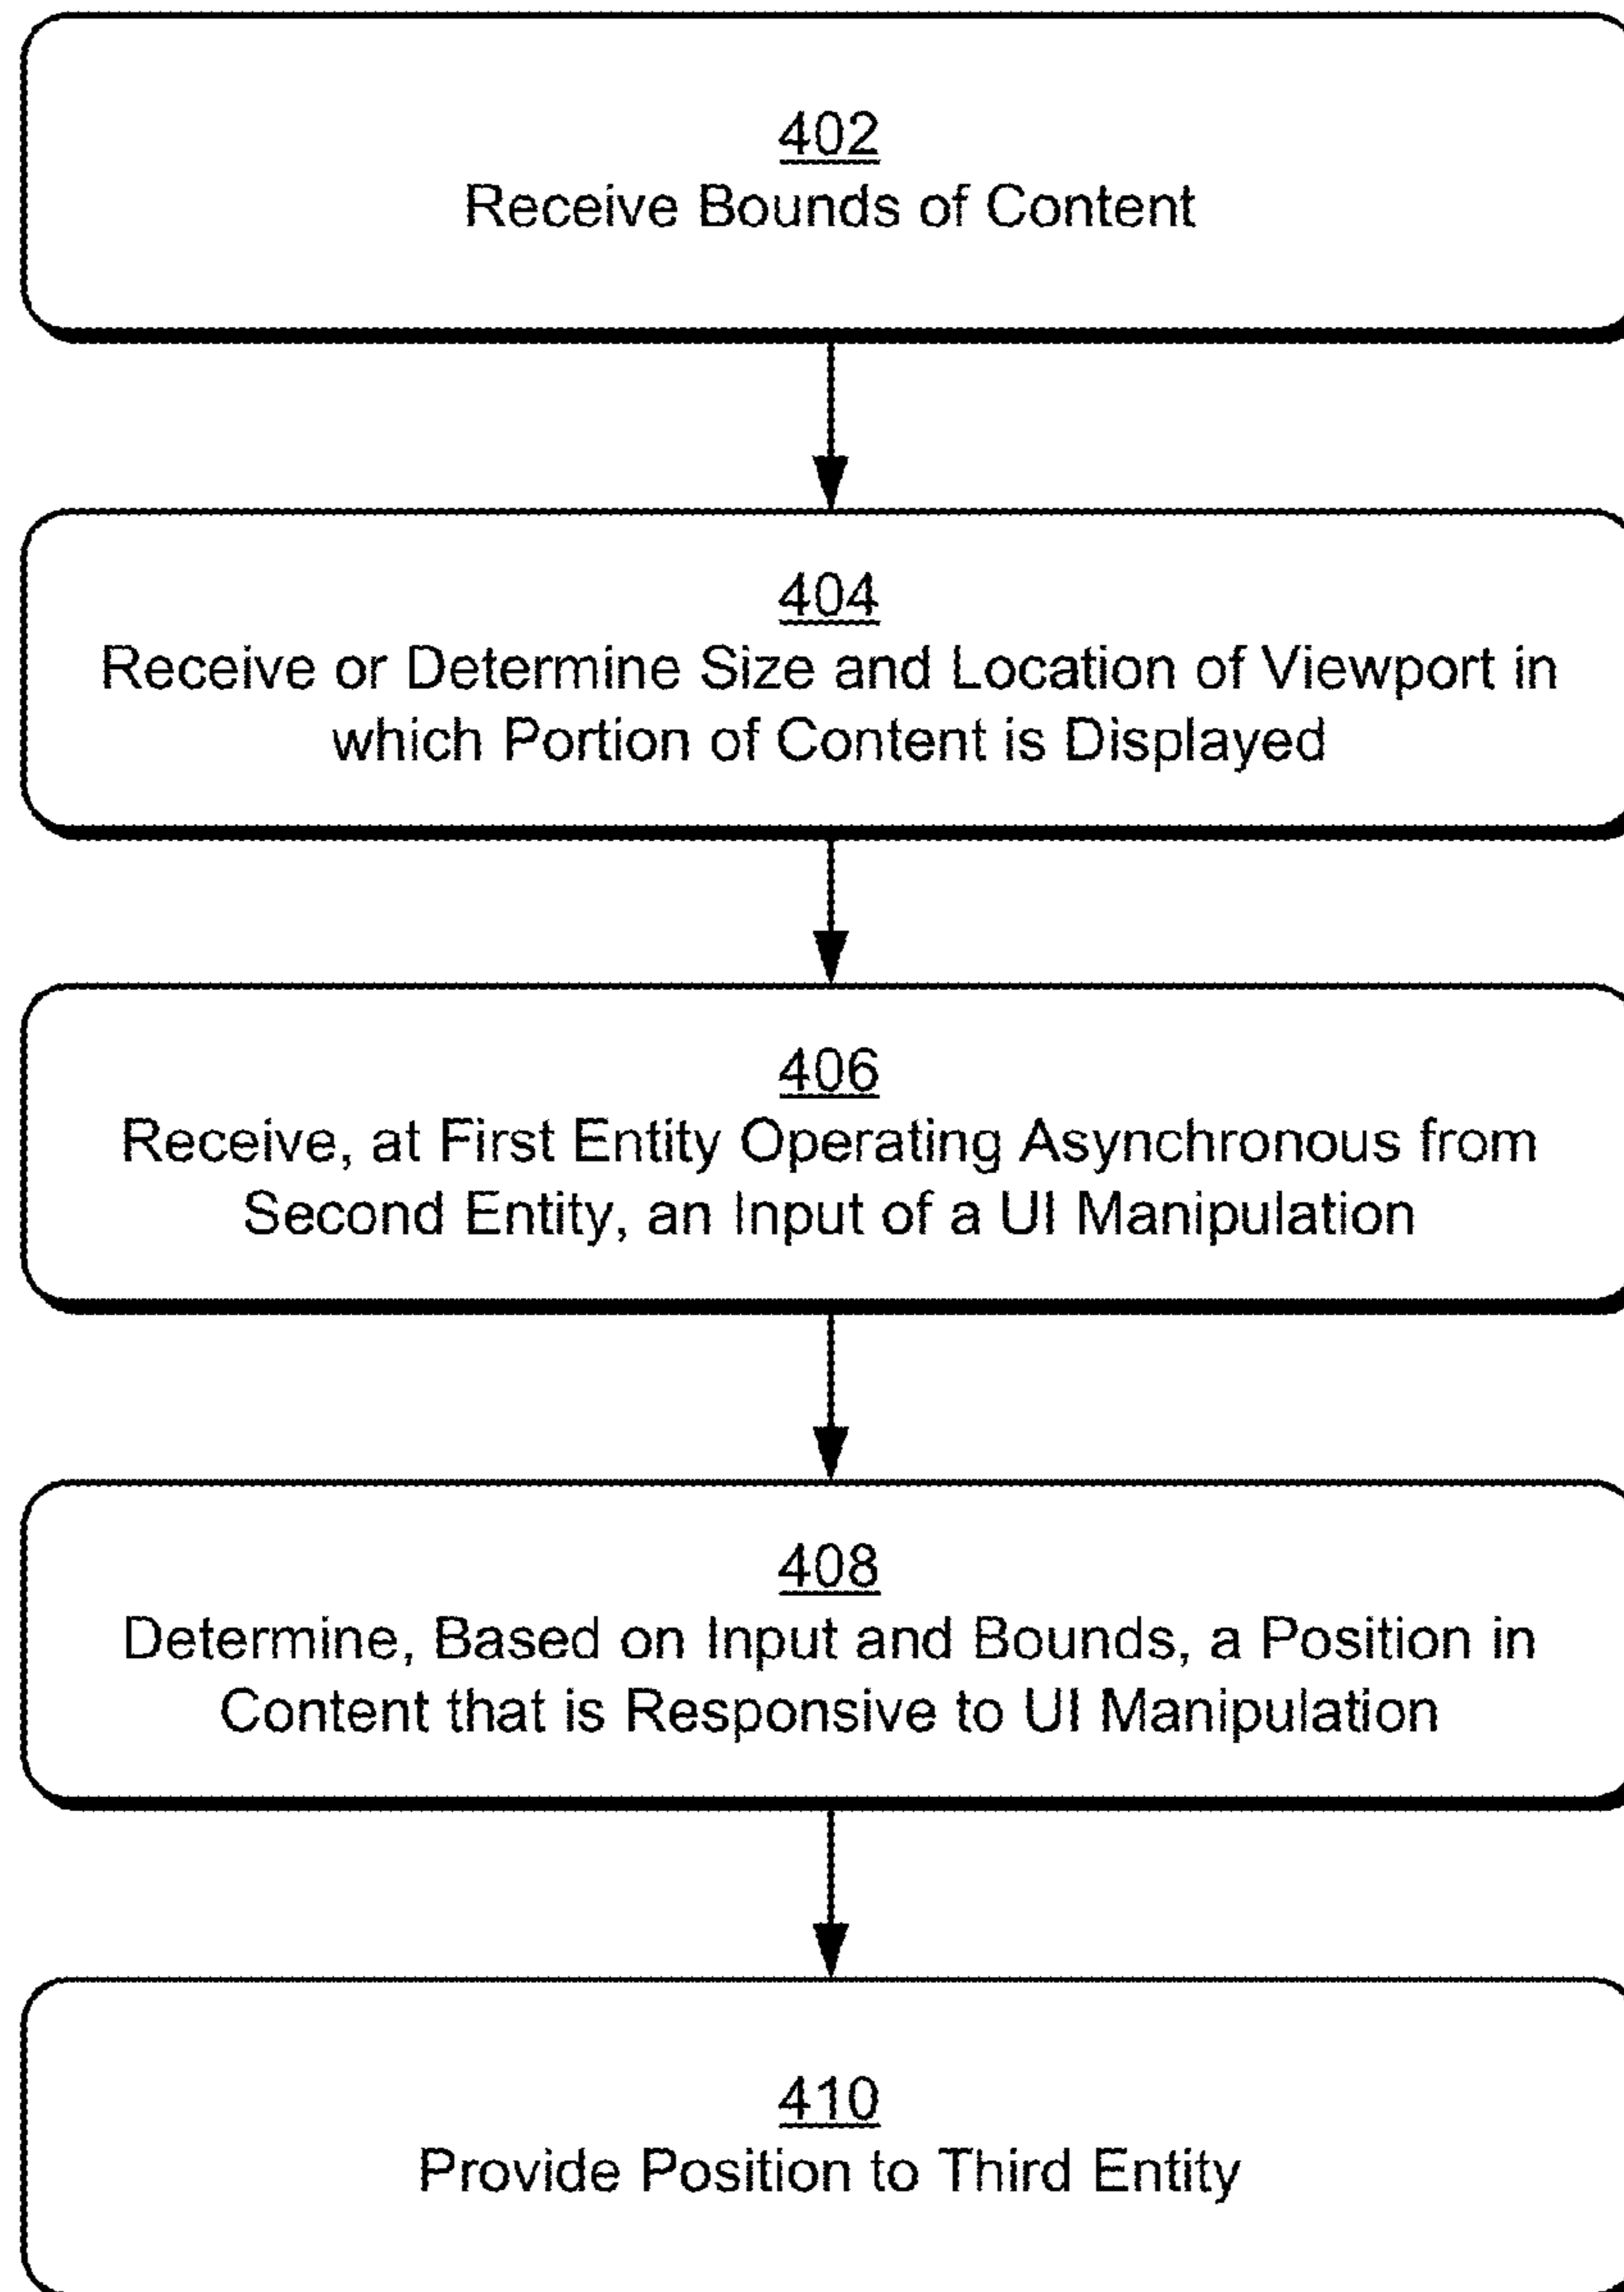 402
Receive Bounds of Content
404
Receive or Determine Size and Location of Viewport in
which Portion of Content is Displayed
406
Receive, at First Entity Operating Asynchronous from
Second Entity, an Input of a UI Manipulation
408
Determine, Based on Input and Bounds, a Position in
Content that is Responsive to UI Manipulation
410
Provide Position to Third Entity